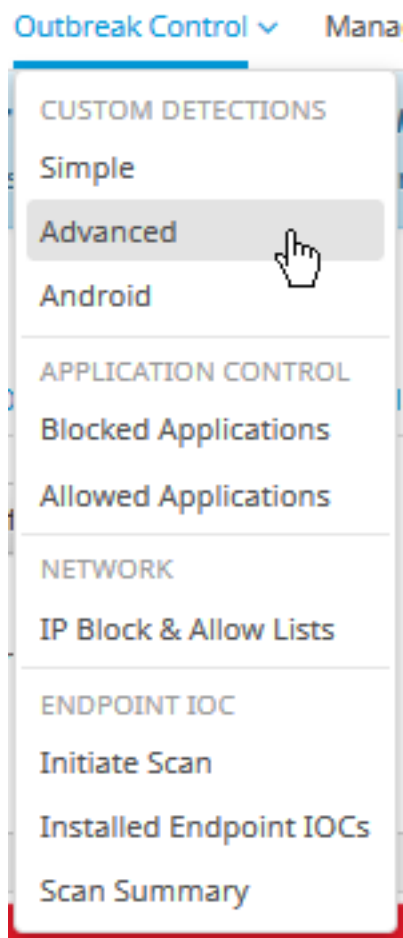 Outbreak Control
CUSTOM DETECTIONS
Simple
Advanced
Android
APPLICATION CONTROL
Blocked Applications
Allowed Applications
NETWORK
IP Block & Allow Lists
ENDPOINT IOC
Initiate Scan
Installed Endpoint IOCs
Scan Summary